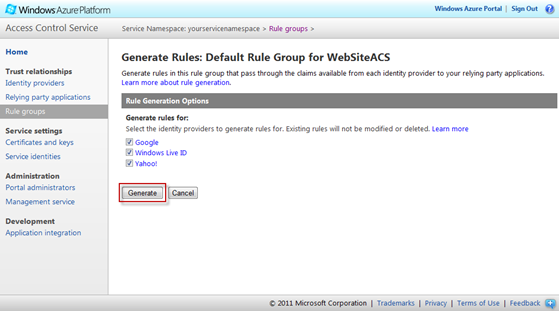 Windows Azure Platform
Windows Azure Portal | Sign Out
Access Control Service
Service Namespace: yourservicenamespace > Rule groups >
Home
Trust relationships
Identity providers
Relying party applications
Rule groups
Service settings
Certificates and keys
Service identities
Administration
Portal administrators
Management service
Development
Application integration
Generate Rules: Default Rule Group for WebSiteACS
Generate rules in this rule group that pass through the claims available from each identity provider to your relying party applications.
Learn more about rule generation.
Rule Generation Options
Generate rules for:
Select the identity providers to generate rules for. Existing rules will not be modified or deleted. Learn more
Google
Windows Live ID
Yahoo!
Generate Cancel
© 2011 Microsoft Corporation | Trademarks | Privacy | Terms of Use | Feedback